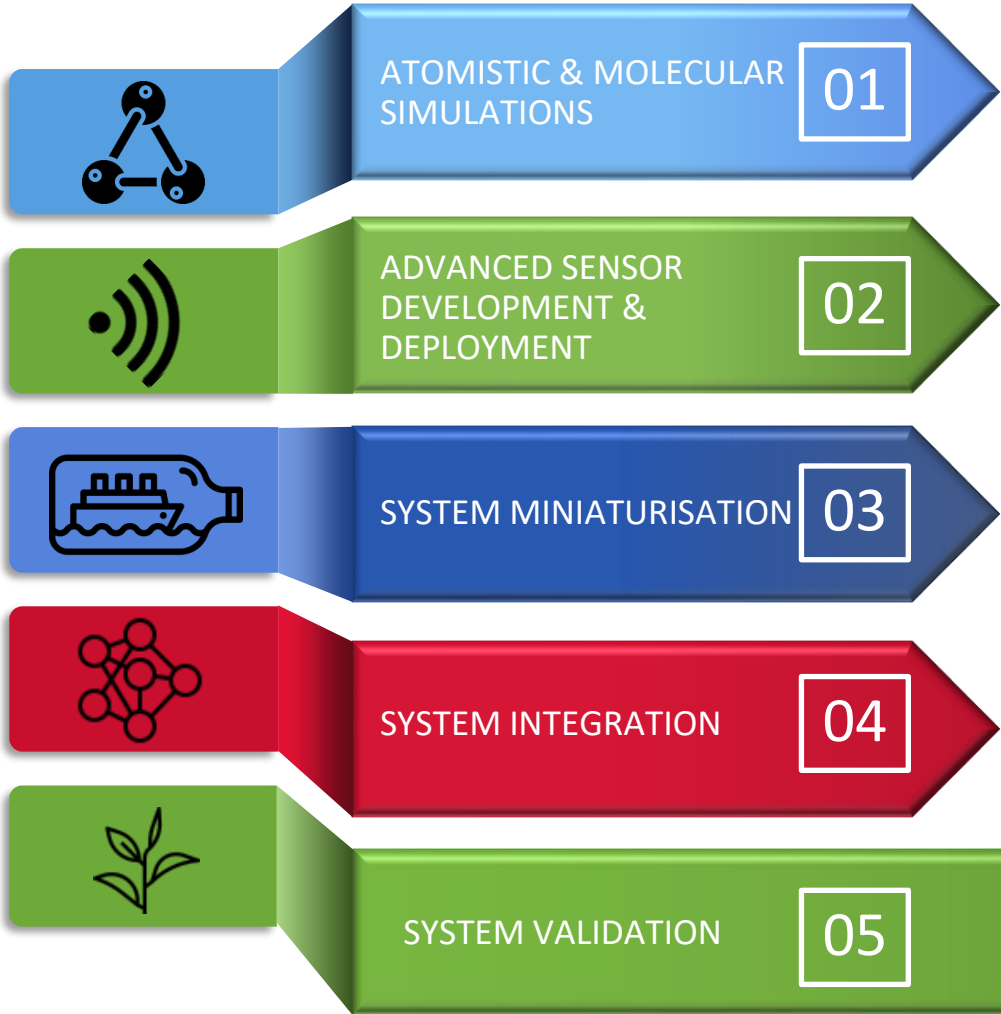 ATOMISTIC & MOLECULAR
SIMULATIONS
01
ADVANCED SENSOR
DEVELOPMENT &
DEPLOYMENT
02
SYSTEM MINIATURISATION
03
SYSTEM INTEGRATION
04
SYSTEM VALIDATION
05